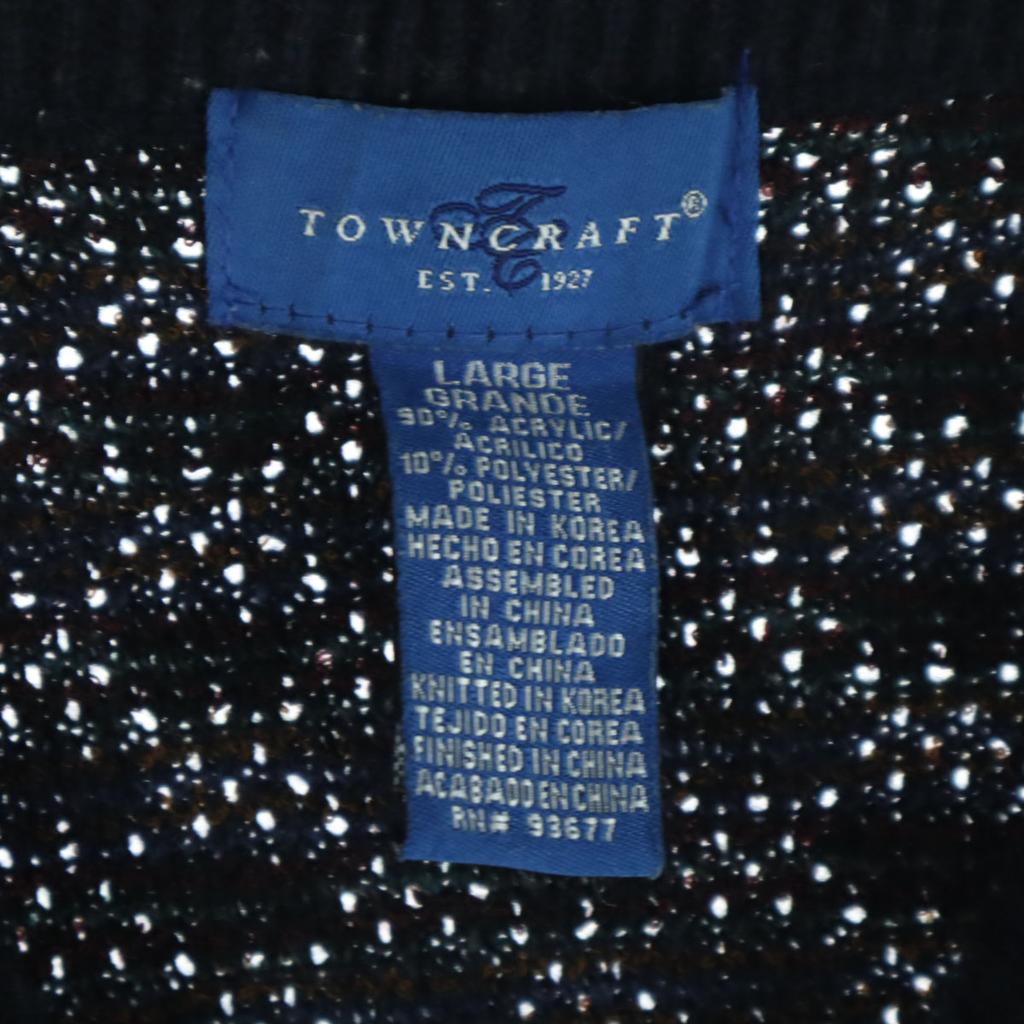 TOWNCRAFT®
EST. 1927
LARGE
GRANDE
90% ACRYLIC/
ACRILICO
10% POLYESTER/
POLIESTER
MADE IN KOREA
HECHO EN COREA
ASSEMBLED
IN CHINA
ENSAMBLADO
EN CHINA
KNITTED IN KOREA
TEJIDO EN COREA
FINISHED IN CHINA
ACABADO EN CHINA
RN# 93677